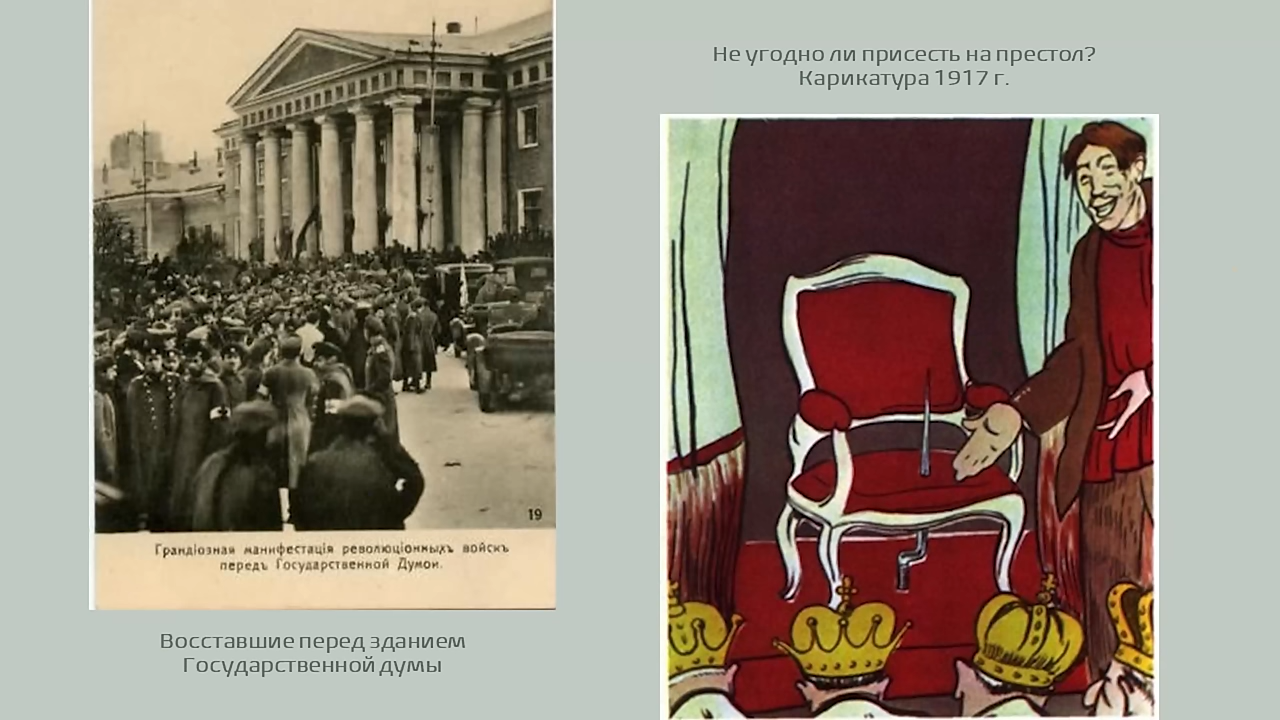 19
Грандіозная манифестація революціонныхъ войскъ
передъ Государственной Думои.
Восставшие перед зданием
Государственной думы
Не угодно ли присесть на престол?
Карикатура 1917 г.